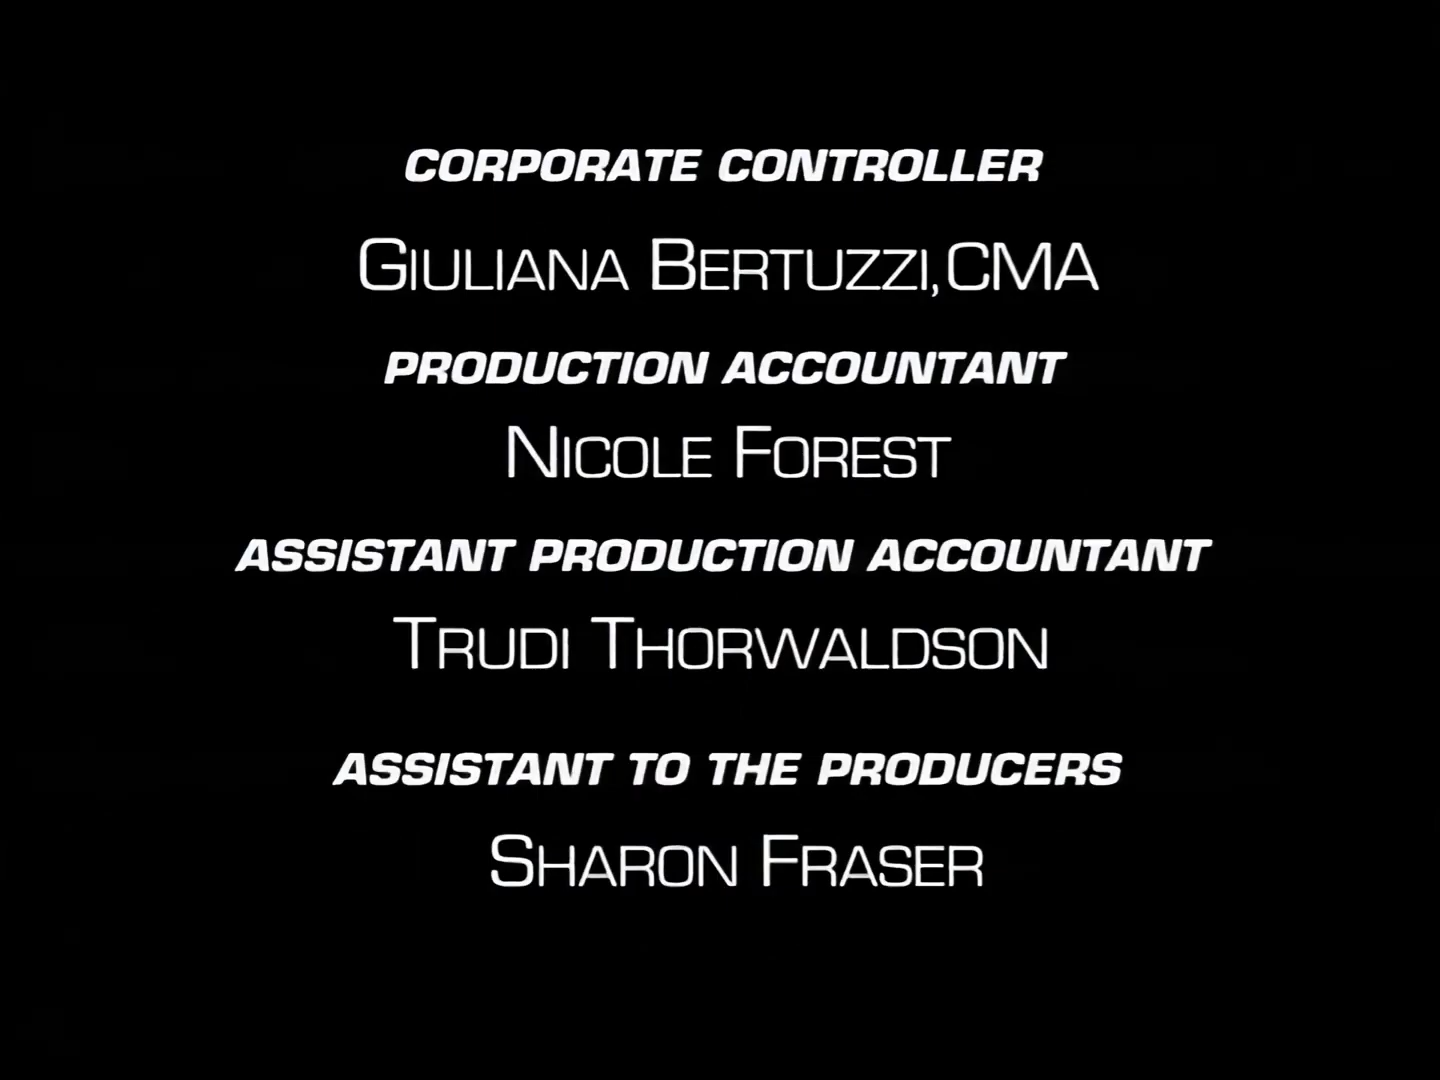 CORPORATE CONTROLLER
GIULIANA BERTUZZI, CMA
PRODUCTION ACCOUNTANT
NICOLE FOREST
ASSISTANT PRODUCTION ACCOUNTANT
TRUDI THORWALDSON
ASSISTANT TO THE PRODUCERS
SHARON FRASER